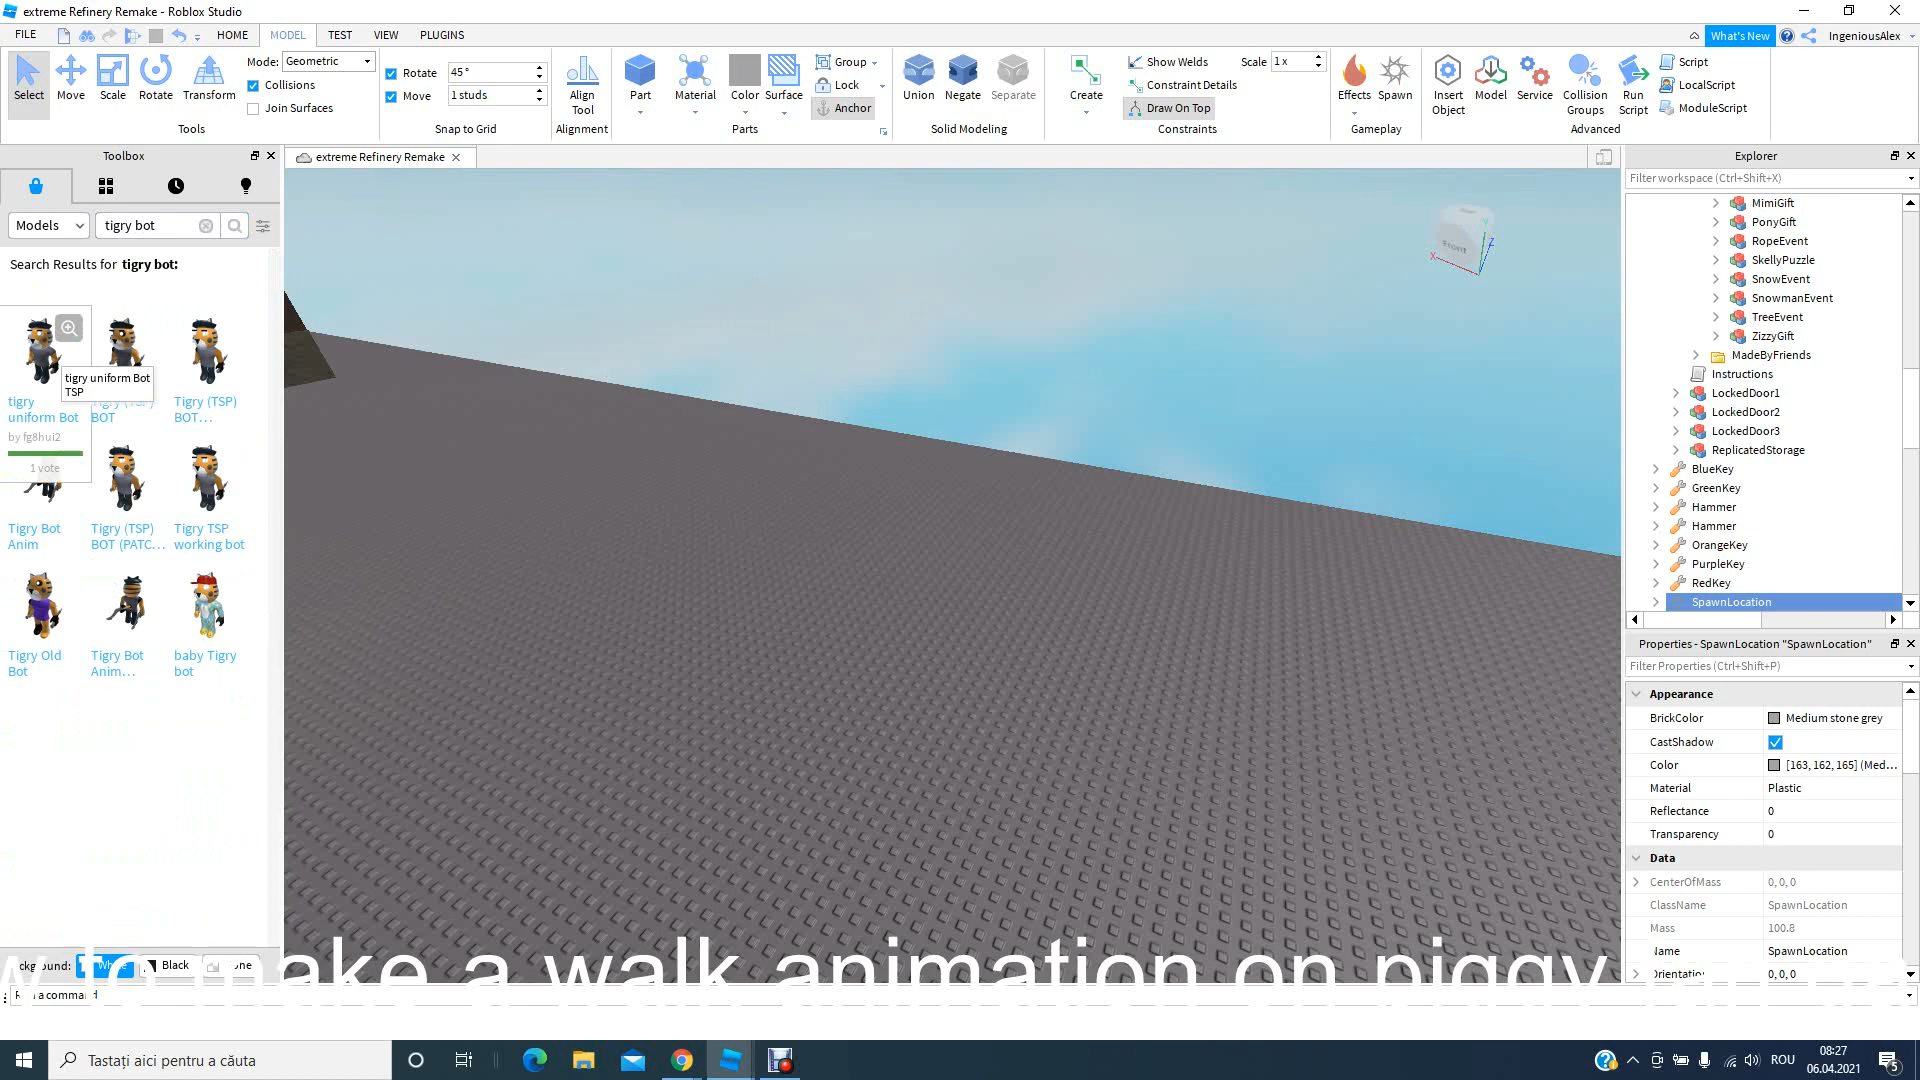 extreme Refinery Remake - Roblox Studio
FILE HOME MODEL TEST VIEW PLUGINS What's New IngeniousAlex
Select Move Scale Rotate Transform
Mode: Geometric
Collisions
Join Surfaces
Tools
Rotate 45°
Move 1 studs
Snap to Grid
Align Tool
Alignment
Part Material Color Surface
Group
Lock
Anchor
Parts
Union Negate Separate
Solid Modeling
Create
Show Welds
Constraint Details
Draw On Top
Scale 1 x
Constraints
Effects Spawn
Gameplay
Insert Object Model Service Collision Groups Run Script
Script
LocalScript
ModuleScript
Advanced
Toolbox
Models tigry bot
Search Results for tigry bot:
tigry uniform Bot
by fg8hui2
1 vote
tigry uniform Bot TSP
BOT
Tigry (TSP) BOT...
Tigry Bot Anim
Tigry (TSP) BOT (PATC...
Tigry TSP working bot
Tigry Old Bot
Tigry Bot Anim...
baby Tigry bot
Black
extreme Refinery Remake
Front
X
Z
Explorer
Filter workspace (Ctrl+Shift+X)
MimiGift
PonyGift
RopeEvent
SkellyPuzzle
SnowEvent
SnowmanEvent
TreeEvent
ZizzyGift
MadeByFriends
Instructions
LockedDoor1
LockedDoor2
LockedDoor3
ReplicatedStorage
BlueKey
GreenKey
Hammer
Hammer
OrangeKey
PurpleKey
RedKey
SpawnLocation
Properties - SpawnLocation "SpawnLocation"
Filter Properties (Ctrl+Shift+P)
Appearance
BrickColor Medium stone grey
CastShadow
Color [163, 162, 165] (Med...
Material Plastic
Reflectance 0
Transparency 0
Data
CenterOfMass 0, 0, 0
ClassName SpawnLocation
Mass 100.8
SpawnLocation
0, 0, 0
w to make a walk animation on piggy
Tastați aici pentru a căuta
ROU
08:27
06.04.2021
5